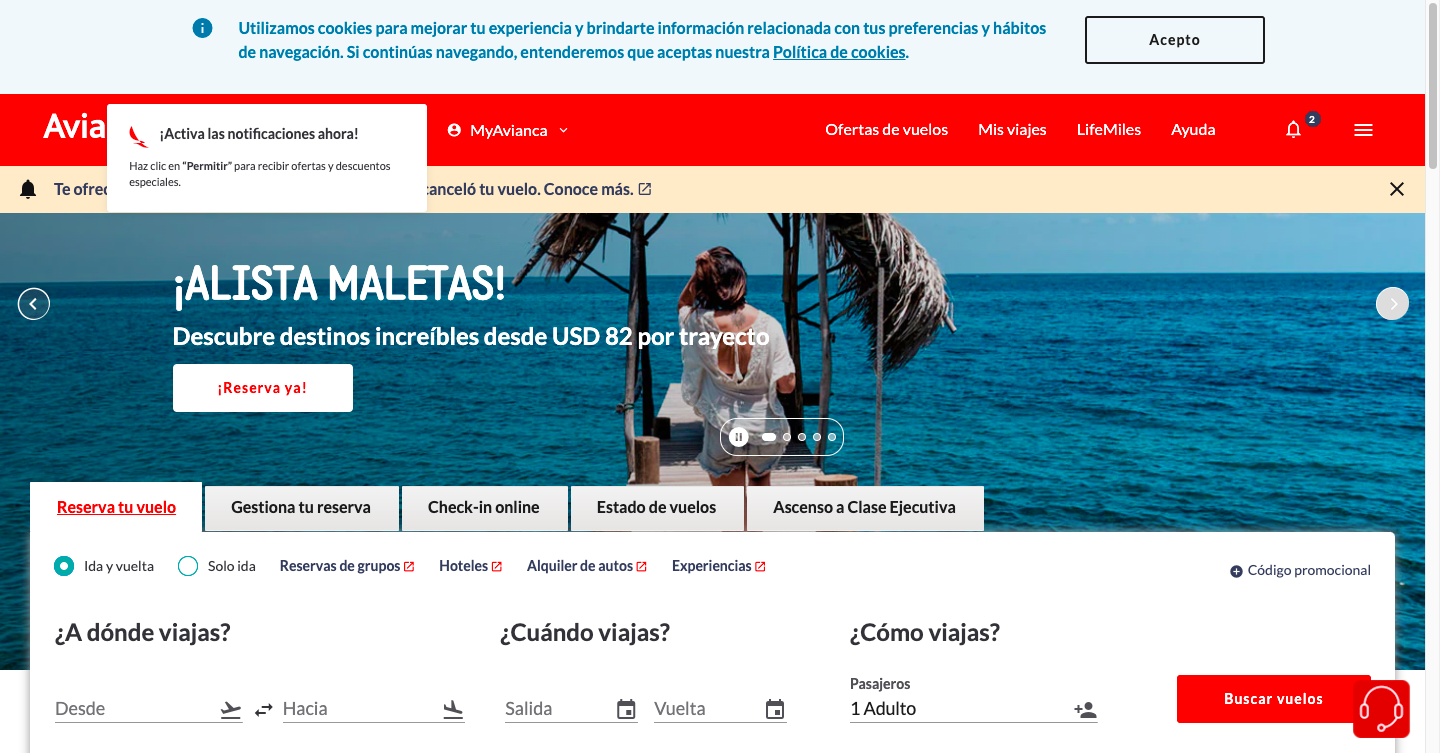 Utilizamos cookies para mejorar tu experiencia y brindarte información relacionada con tus preferencias y hábitos
de navegación. Si continúas navegando, entenderemos que aceptas nuestra Política de cookies.
Acepto
Avia
¡Activa las notificaciones ahora!
Haz clic en “Permitir” para recibir ofertas y descuentos
especiales.
MyAvianca
Ofertas de vuelos
Mis viajes
LifeMiles
Ayuda
2
Te ofrec
canceló tu vuelo. Conoce más.
¡ALISTA MALETAS!
Descubre destinos increíbles desde USD 82 por trayecto
¡Reserva ya!
Reserva tu vuelo
Gestiona tu reserva
Check-in online
Estado de vuelos
Ascenso a Clase Ejecutiva
Ida y vuelta
Solo ida
Reservas de grupos
Hoteles
Alquiler de autos
Experiencias
Código promocional
¿A dónde viajas?
¿Cuándo viajas?
¿Cómo viajas?
Desde
Hacia
Salida
Vuelta
Pasajeros
1 Adulto
Buscar vuelos